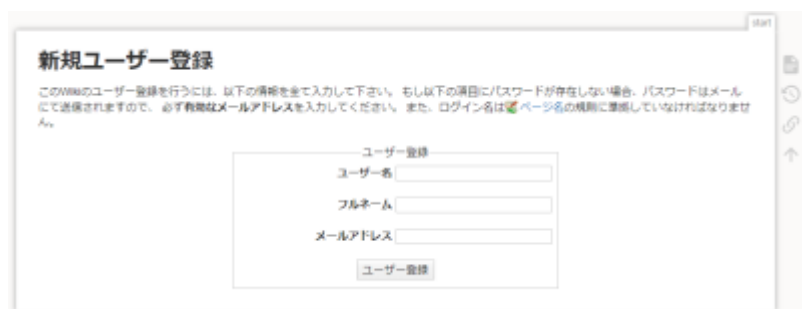 start
新規ユーザー登録
このWikiのユーザー登録を行うには、以下の情報を全て入力して下さい。 もし以下の項目にパスワードが存在しない場合、パスワードはメール
にて送信されますので、 必ず有効なメールアドレスを入力してください。 また、ログイン名はページ名の規則に準拠していなければなりませ
ん。
ユーザー登録
ユーザー名
フルネーム
メールアドレス
ユーザー登録